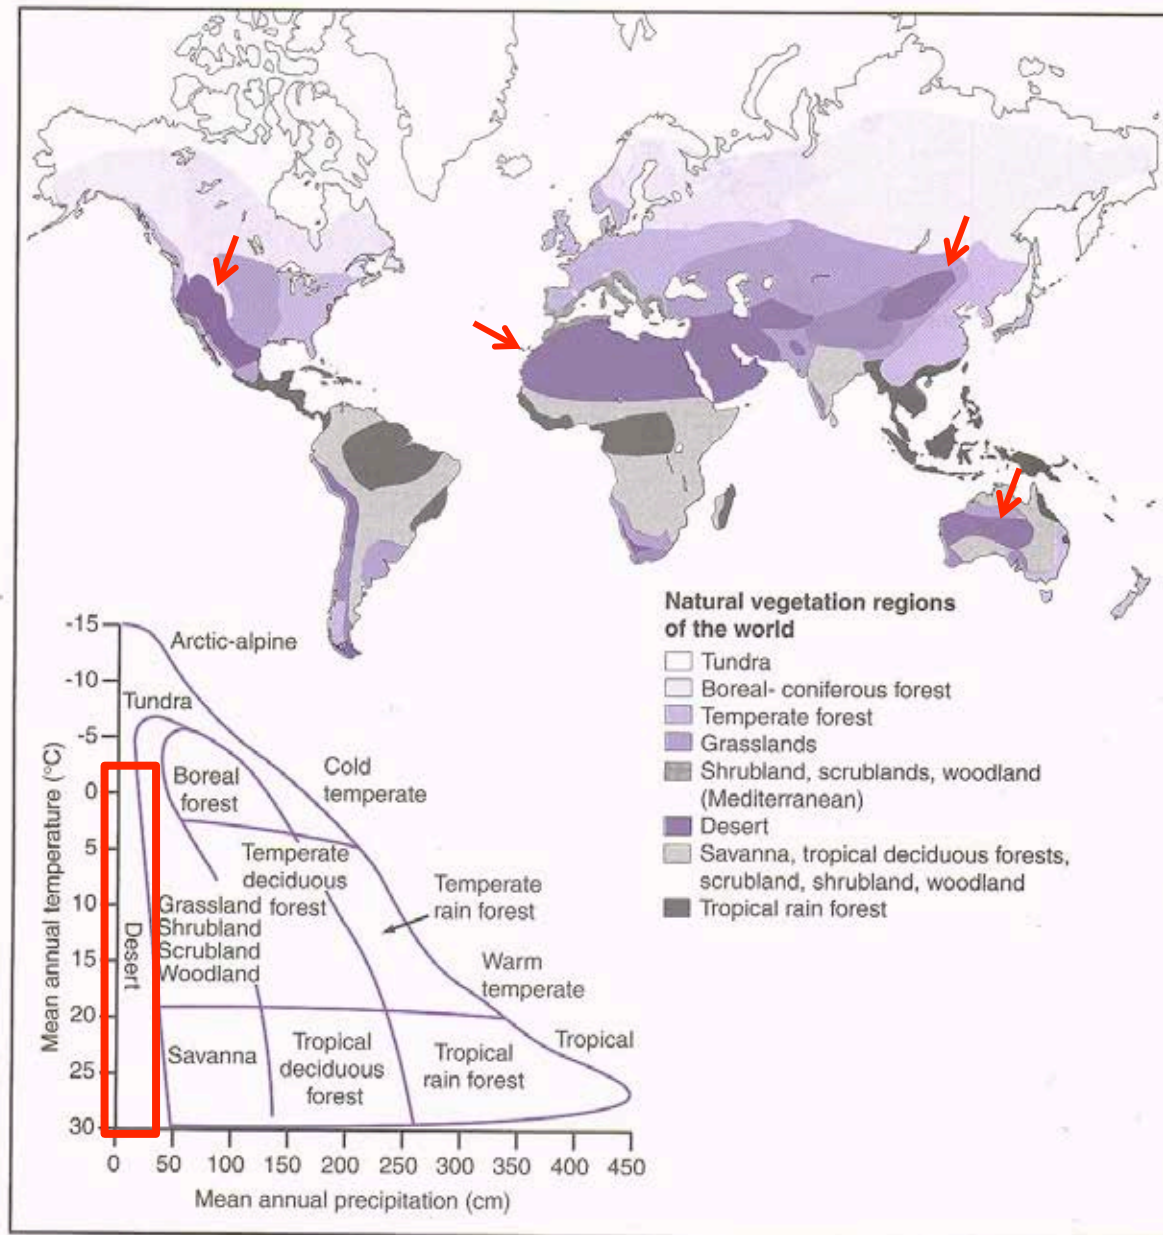 Natural vegetation regions
of the world
Tundra
Boreal- coniferous forest
Temperate forest
Grasslands
Shrubland, scrublands, woodland
(Mediterranean)
Desert
Savanna, tropical deciduous forests,
scrubland, shrubland, woodland
Tropical rain forest
Mean annual temperature (°C)
-15
-10
-5
0
5
10
15
20
25
30
Arctic-alpine
Tundra
Cold
temperate
Boreal
forest
Temperate
deciduous
forest
Temperate
rain forest
Grassland
Shrubland
Scrubland
Woodland
Desert
Warm
temperate
Tropical
Savanna
Tropical
deciduous
forest
Tropical
rain forest
0 50 100 150 200 250 300 350 400 450
Mean annual precipitation (cm)